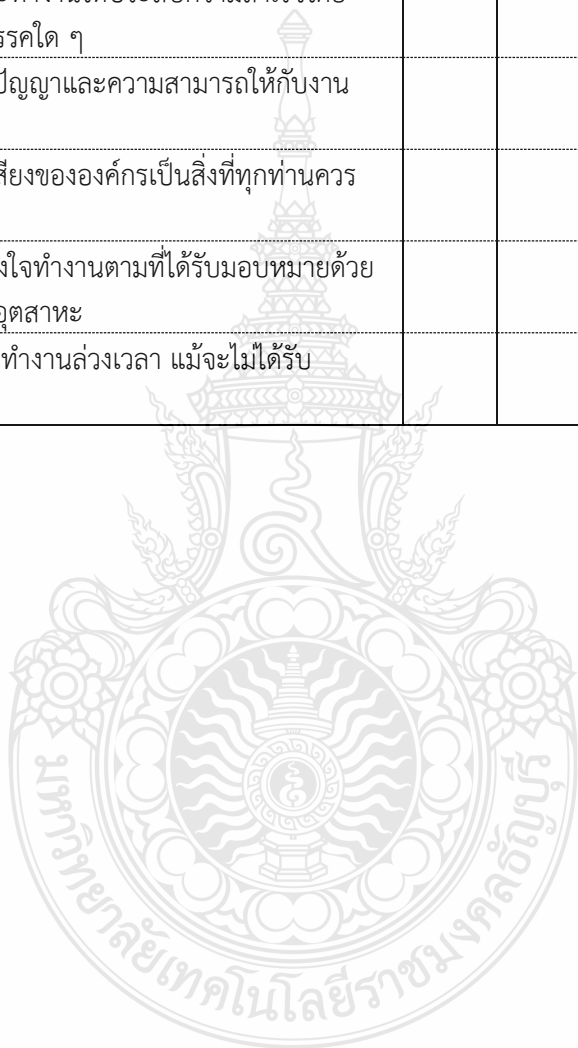 รรคใด ๆ
ปัญญาและความสามารถให้กับงาน
สียงขององค์กรเป็นสิ่งที่ทุกท่านควร
งใจทำงานตามที่ได้รับมอบหมายด้วย
อุตสาหะ
ทำงานล่วงเวลา แม้จะไม่ได้รับ
มหาวิทยาลัยเทคโนโลยีราชมงคลธัญบุรี